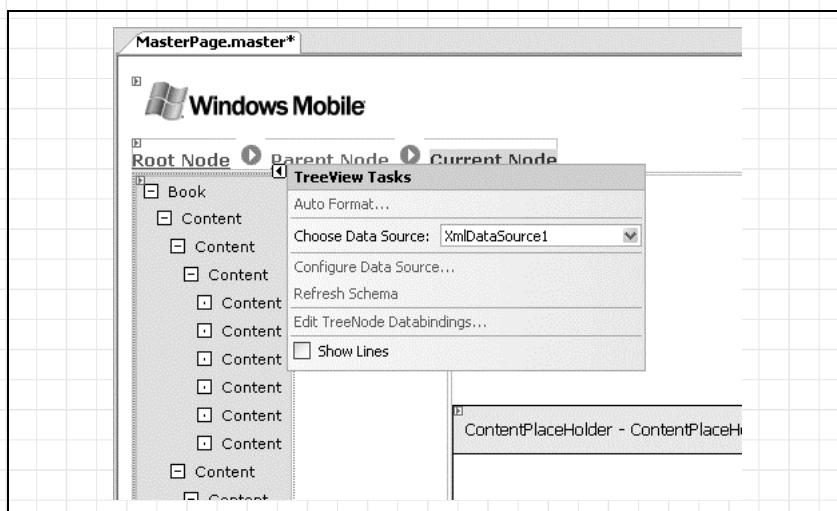 MasterPage.master*
Windows Mobile
Root Node Parent Node Current Node
TreeView Tasks
Auto Format...
Choose Data Source: XmlDataSource1
Configure Data Source...
Refresh Schema
Edit TreeNode Databindings...
Show Lines
Book
Content
Content
Content
Content
Content
Content
Content
Content
Content
Content
Content
ContentPlaceHolder - ContentPlaceH